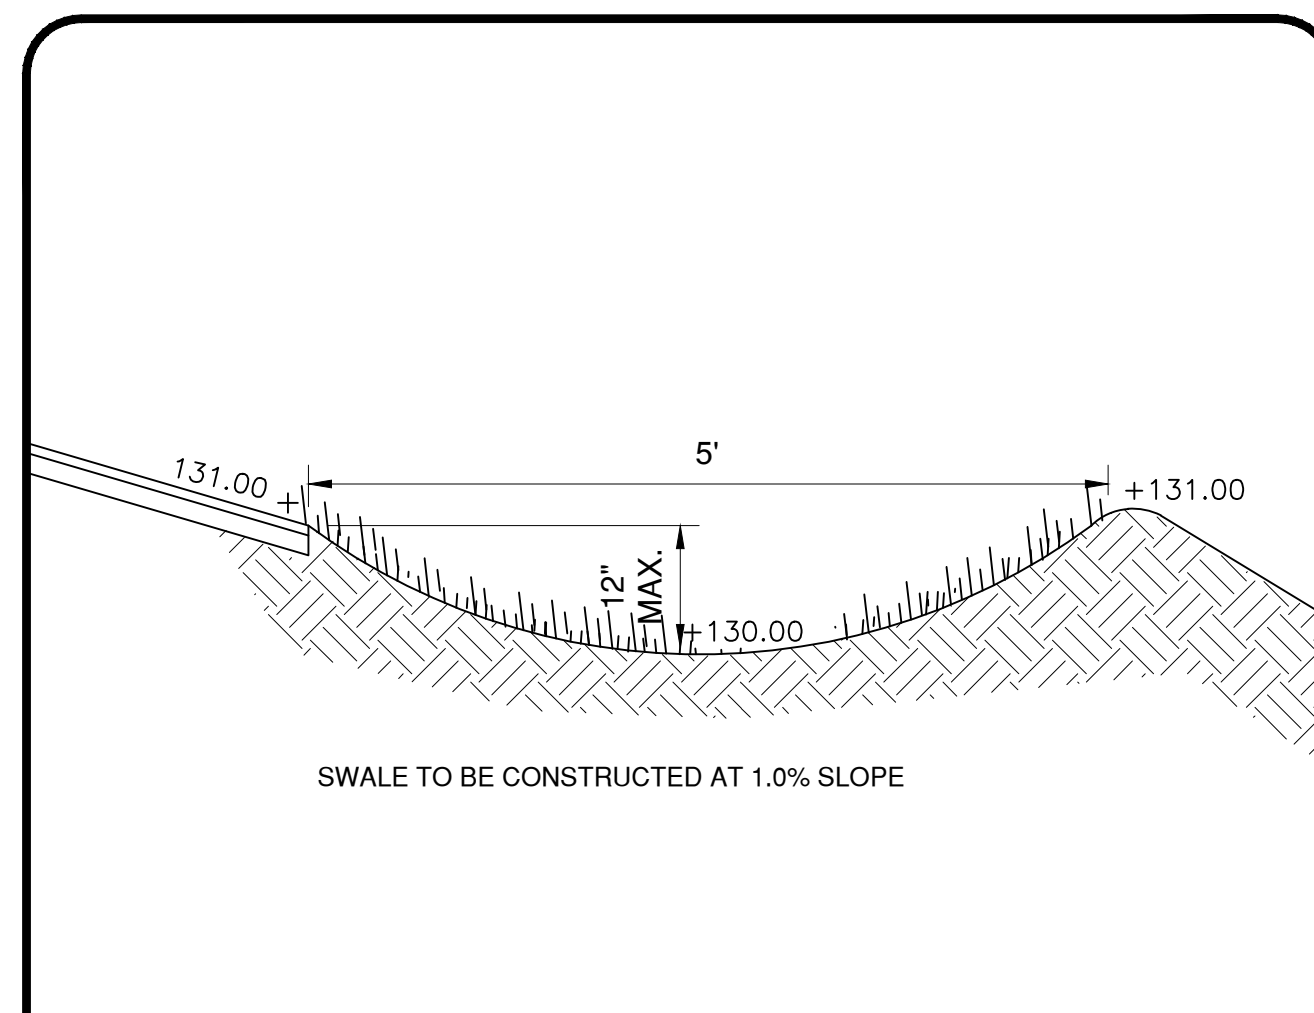 5'
131.00 +
+131.00
12"
MAX.
+130.00
SWALE TO BE CONSTRUCTED AT 1.0% SLOPE